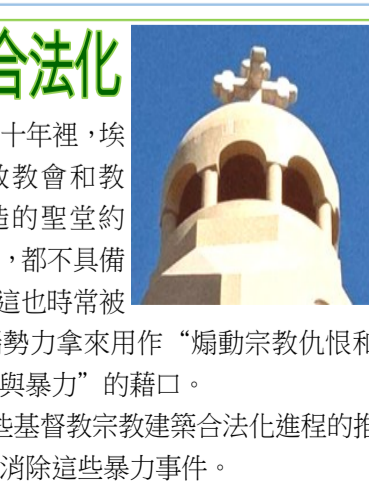 合法化
十年裡，埃
教會和教
造的聖堂約
，都不具備
這也時常被
勢力拿來用作“煽動宗教仇恨和
與暴力”的藉口。
些基督教宗教建築合法化進程的推
消除這些暴力事件。